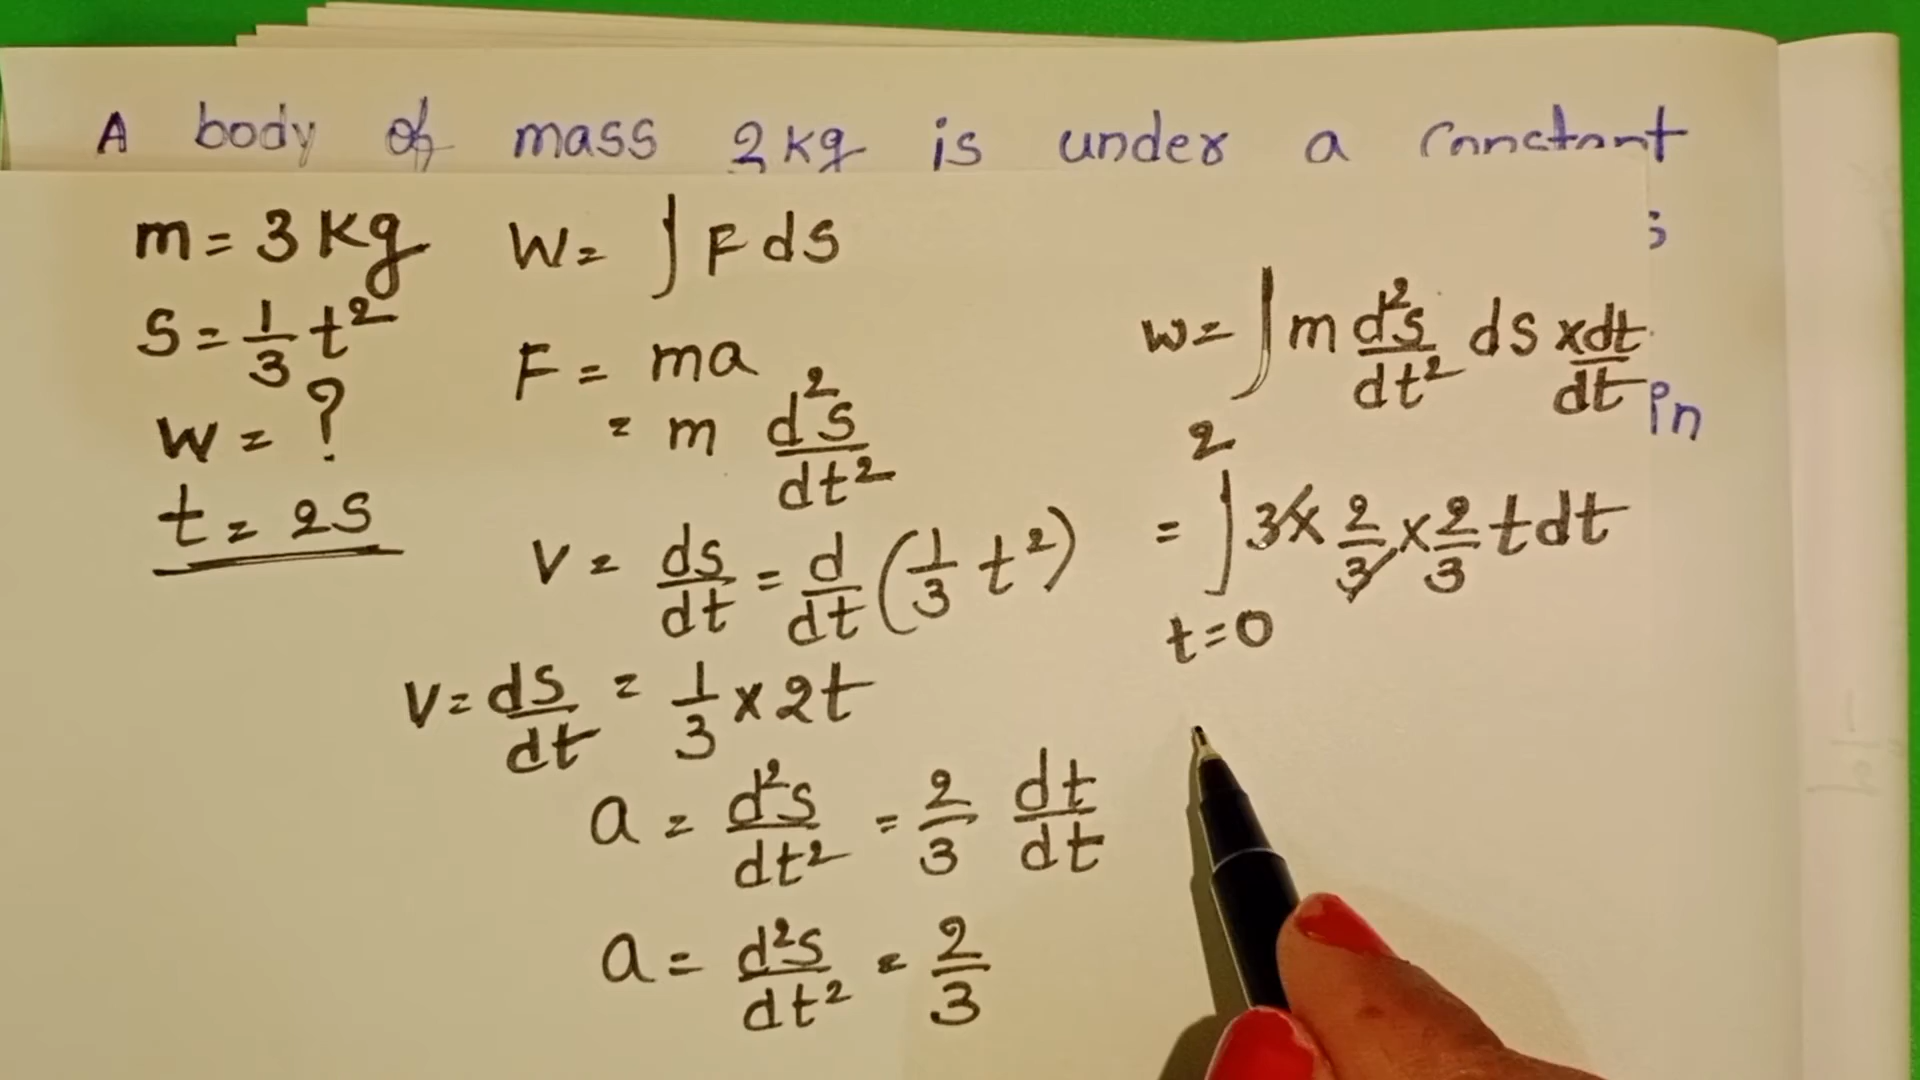 A body of mass 2kg is under a constant
;
in
m = 3 kg
S = 1/3 t²
W = ?
t = 2S
W = ∫ F ds
F = ma
= m d²s/dt²
V = ds/dt = d/dt (1/3 t²)
V = ds/dt = 1/3 × 2t
a = d²s/dt² = 2/3 dt/dt
a = d²s/dt² = 2/3
W = ∫ m d²s/dt² ds × dt/dt
= ∫_{t=0}^{2} 3 × 2/3 × 2/3 t dt